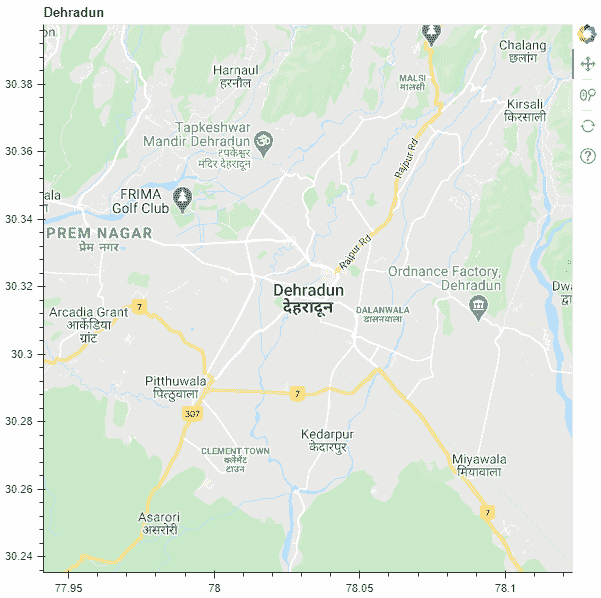 Dehradun
on.
Chalang
छलांग
Harnaul
हरनौल
MALSI
मालसी
30.38
Kirsali
किरसाली
Tapkeshwar
Mandir Dehradun
टपकेश्वर
मंदिर देहरादून
Rajpur Rd
30.36
ala
ला
FRIMA
Golf Club
30.34
PREM NAGAR
प्रेम नगर
Rajpur Rd
Ordnance Factory,
Dehradun
30.32
Dehradun
देहरादून
Dwa
द्वा
DALANWALA
डालनवाला
Arcadia Grant
आर्केडिया
ग्रांट
7
30.3
Pitthuwala
पित्थुवाला
7
307
30.28
Kedarpur
केदारपुर
CLEMENT TOWN
क्लेमेंट
टाउन
Miyawala
मियावाला
30.26
Asarori
असरोरी
7
30.24
77.95
78
78.05
78.1